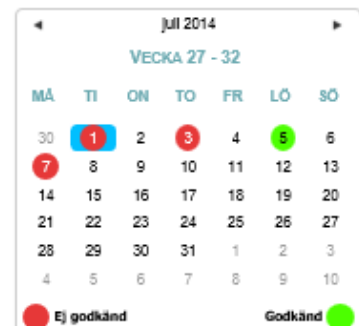 ◄ juli 2014 ►
VECKA 27 - 32
MÅ TI ON TO FR LÖ SÖ
30 1 2 3 4 5 6
7 8 9 10 11 12 13
14 15 16 17 18 19 20
21 22 23 24 25 26 27
28 29 30 31 1 2 3
4 5 6 7 8 9 10
Ej godkänd Godkänd